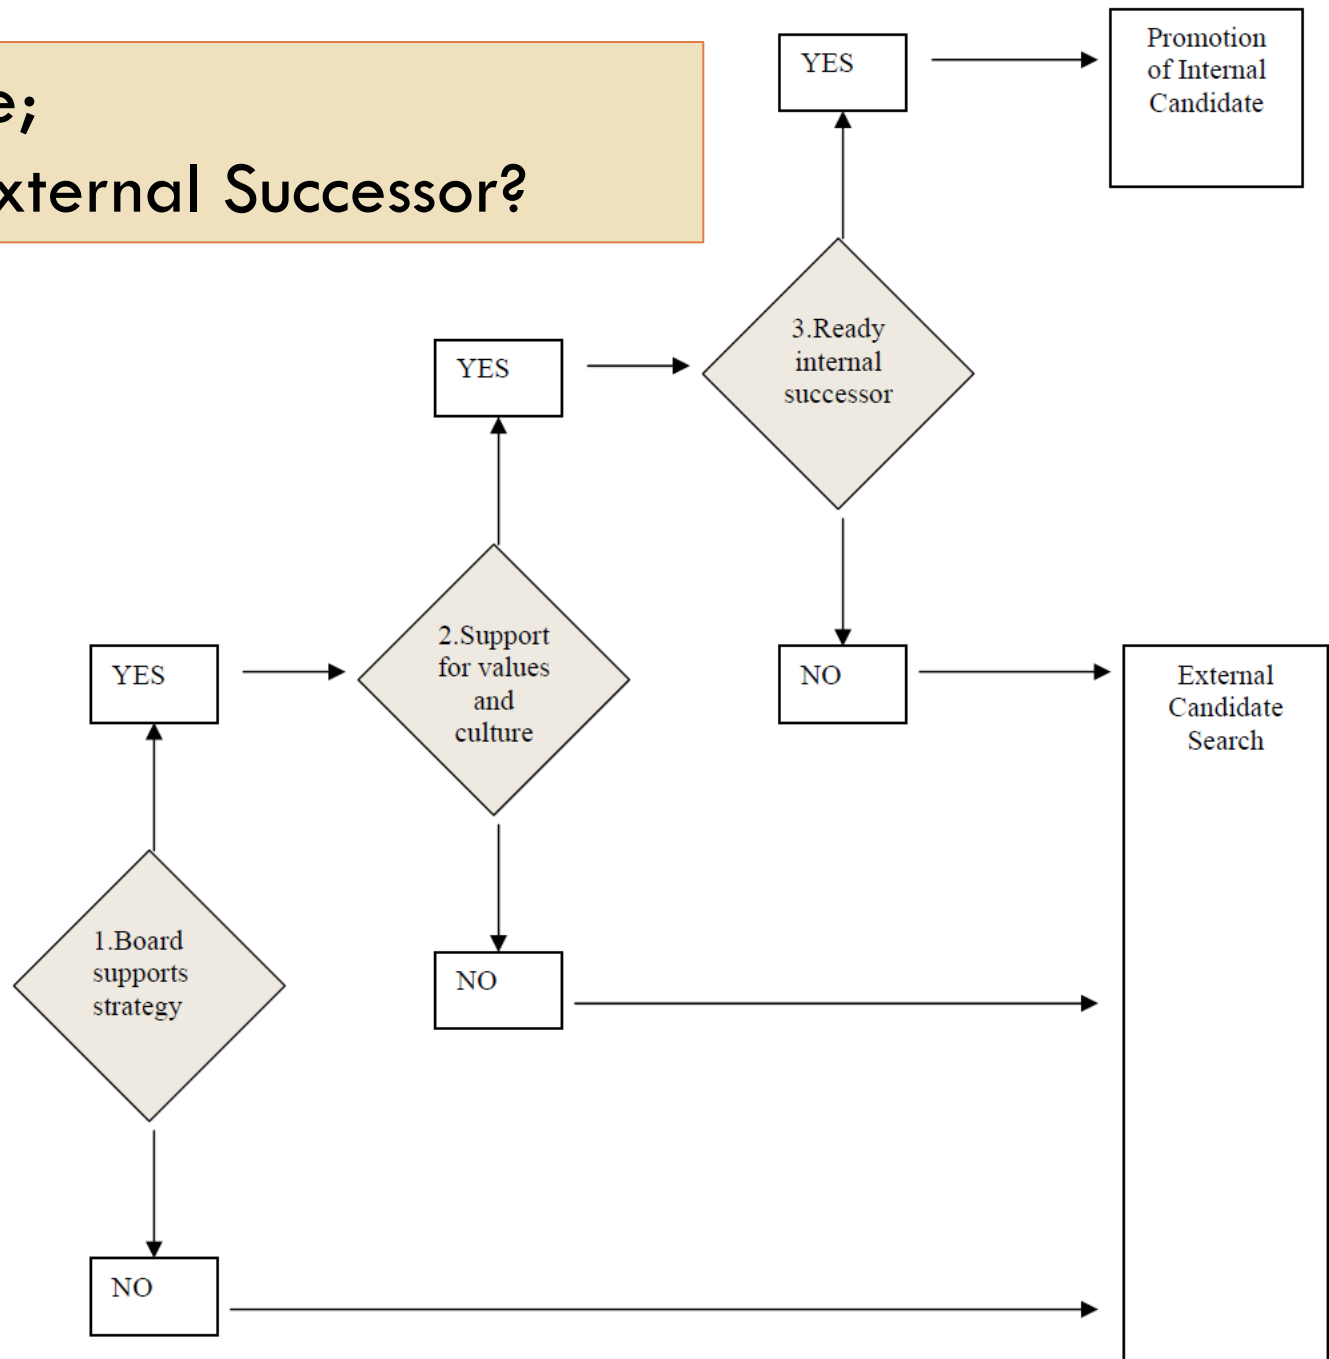 e;
xternal Successor?
YES
Promotion
of Internal
Candidate
3.Ready
internal
successor
YES
2.Support
for values
and
culture
YES
NO
External
Candidate
Search
1.Board
supports
strategy
NO
NO